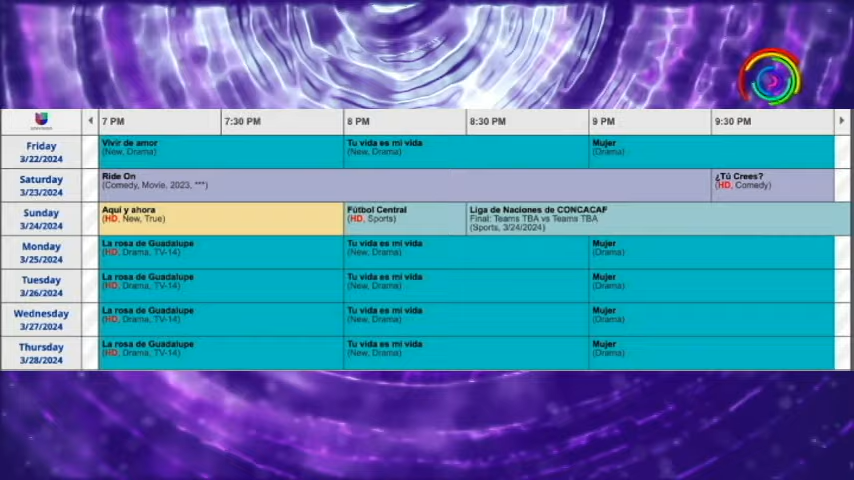 7 PM
7:30 PM
8 PM
8:30 PM
9 PM
9:30 PM
Friday
3/22/2024
Vivir de amor
(New, Drama)
Tu vida es mi vida
(New, Drama)
Mujer
(Drama)
Saturday
3/23/2024
Ride On
(Comedy, Movie, 2023, ***)
¿Tú Crees?
(HD, Comedy)
Sunday
3/24/2024
Aquí y ahora
(HD, New, True)
Fútbol Central
(HD, Sports)
Liga de Naciones de CONCACAF
Final: Teams TBA vs Teams TBA
(Sports, 3/24/2024)
Monday
3/25/2024
La rosa de Guadalupe
(HD, Drama, TV-14)
Tu vida es mi vida
(New, Drama)
Mujer
(Drama)
Tuesday
3/26/2024
La rosa de Guadalupe
(HD, Drama, TV-14)
Tu vida es mi vida
(New, Drama)
Mujer
(Drama)
Wednesday
3/27/2024
La rosa de Guadalupe
(HD, Drama, TV-14)
Tu vida es mi vida
(New, Drama)
Mujer
(Drama)
Thursday
3/28/2024
La rosa de Guadalupe
(HD, Drama, TV-14)
Tu vida es mi vida
(New, Drama)
Mujer
(Drama)